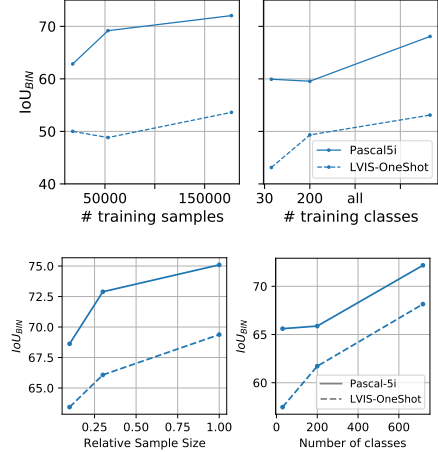 70
60
50
40
IoU_BIN
50000
150000
# training samples
30
200
all
# training classes
Pascal5i
LVIS-OneShot
75.0
72.5
70.0
67.5
65.0
IoU_BIN
0.25
0.50
0.75
1.00
Relative Sample Size
70
65
60
IoU_BIN
0
200
400
600
Number of classes
Pascal-5i
LVIS-OneShot